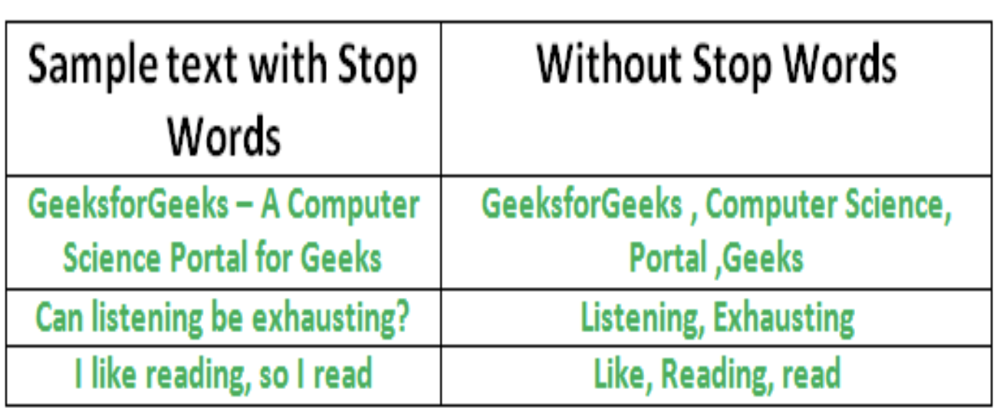 Sample text with Stop
Words
Without Stop Words
GeeksforGeeks – A Computer
Science Portal for Geeks
GeeksforGeeks , Computer Science,
Portal ,Geeks
Can listening be exhausting?
Listening, Exhausting
I like reading, so I read
Like, Reading, read